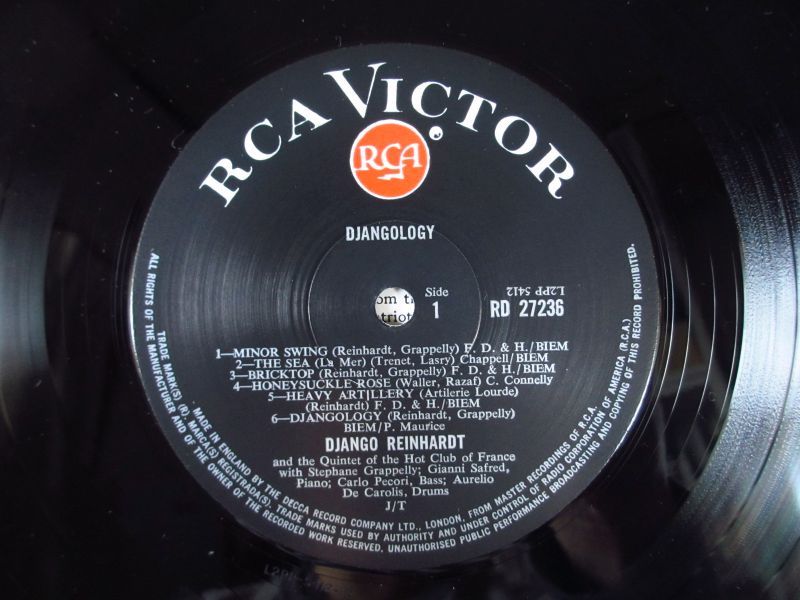 RCA VICTOR
RCA
DJANGOLOGY
om t
triot
Side
1
RD 27236
L2PP 5412
1—MINOR SWING (Reinhardt, Grappelly) F. D. & H./BIEM
2—THE SEA (La Mer) (Trenet, Lasry) Chappell/BIEM
3—BRICKTOP (Reinhardt, Grappelly) F. D. & H./BIEM
4—HONEYSUCKLE ROSE (Waller, Razaf) C. Connelly
5—HEAVY ARTILLERY (Artilerie Lourde)
(Reinhardt) F. D. & H./BIEM
6—DJANGOLOGY (Reinhardt, Grappelly)
BIEM/P. Maurice
DJANGO REINHARDT
and the Quintet of the Hot Club of France
with Stephane Grappelly; Gianni Safred,
Piano; Carlo Pecori, Bass; Aurelio
De Carolis, Drums
J/T
MADE IN ENGLAND BY THE DECCA RECORD COMPANY LTD., LONDON, FROM MASTER RECORDINGS OF R.C.A.
TRADE MARK(S) (R), MARCA(S) REGISTRADA(S). TRADE MARKS USED BY AUTHORITY AND UNDER CONTROL OF RADIO CORPORATION OF AMERICA (R.C.A.)
ALL RIGHTS OF THE MANUFACTURER AND OF THE OWNER OF THE RECORDED WORK RESERVED. UNAUTHORISED PUBLIC PERFORMANCE BROADCASTING AND COPYING OF THIS RECORD PROHIBITED.